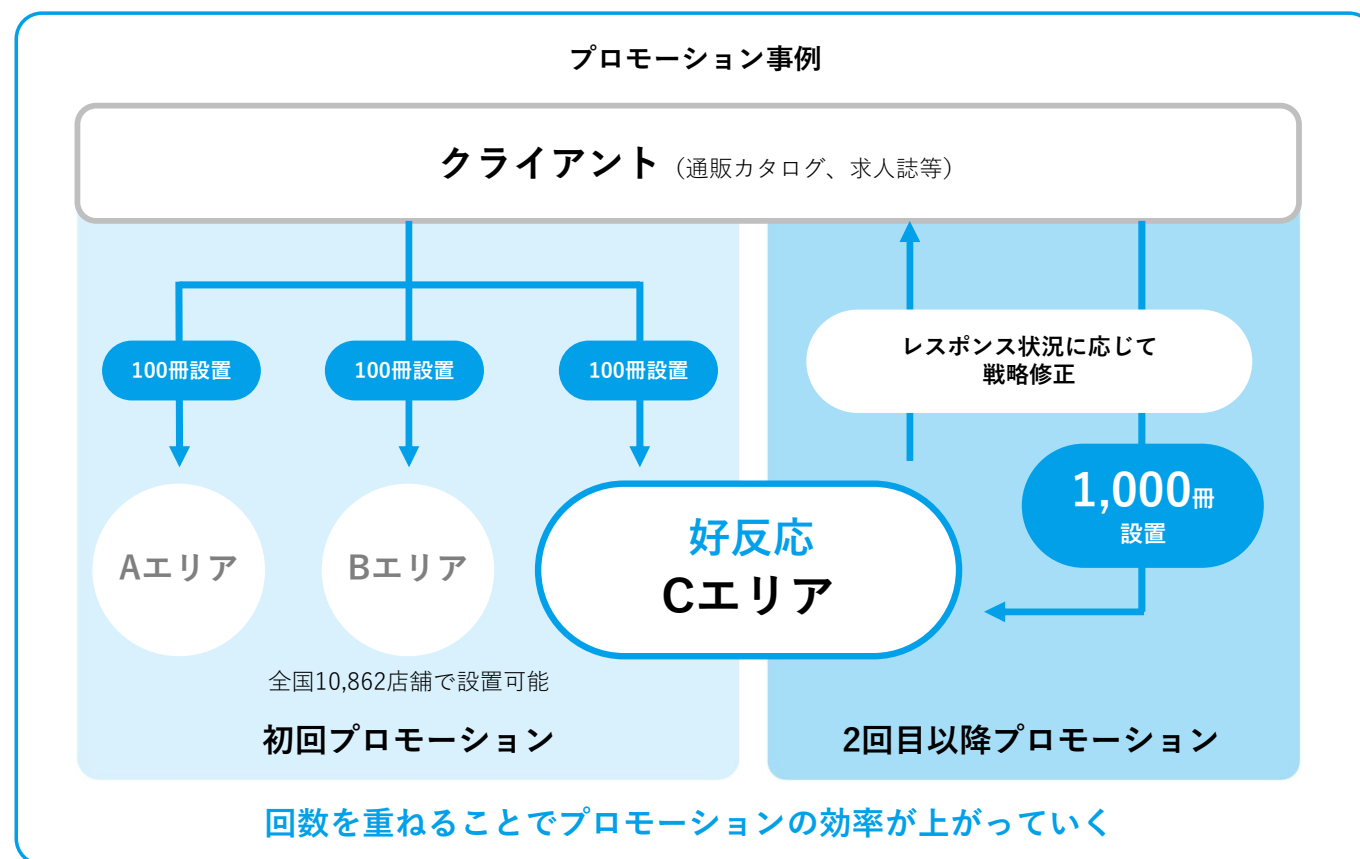 プロモーション事例
クライアント（通販カタログ、求人誌等）
100冊設置
100冊設置
100冊設置
レスポンス状況に応じて
戦略修正
1,000冊
設置
Aエリア
Bエリア
好反応
Cエリア
全国10,862店舗で設置可能
初回プロモーション
2回目以降プロモーション
回数を重ねることでプロモーションの効率が上がっていく